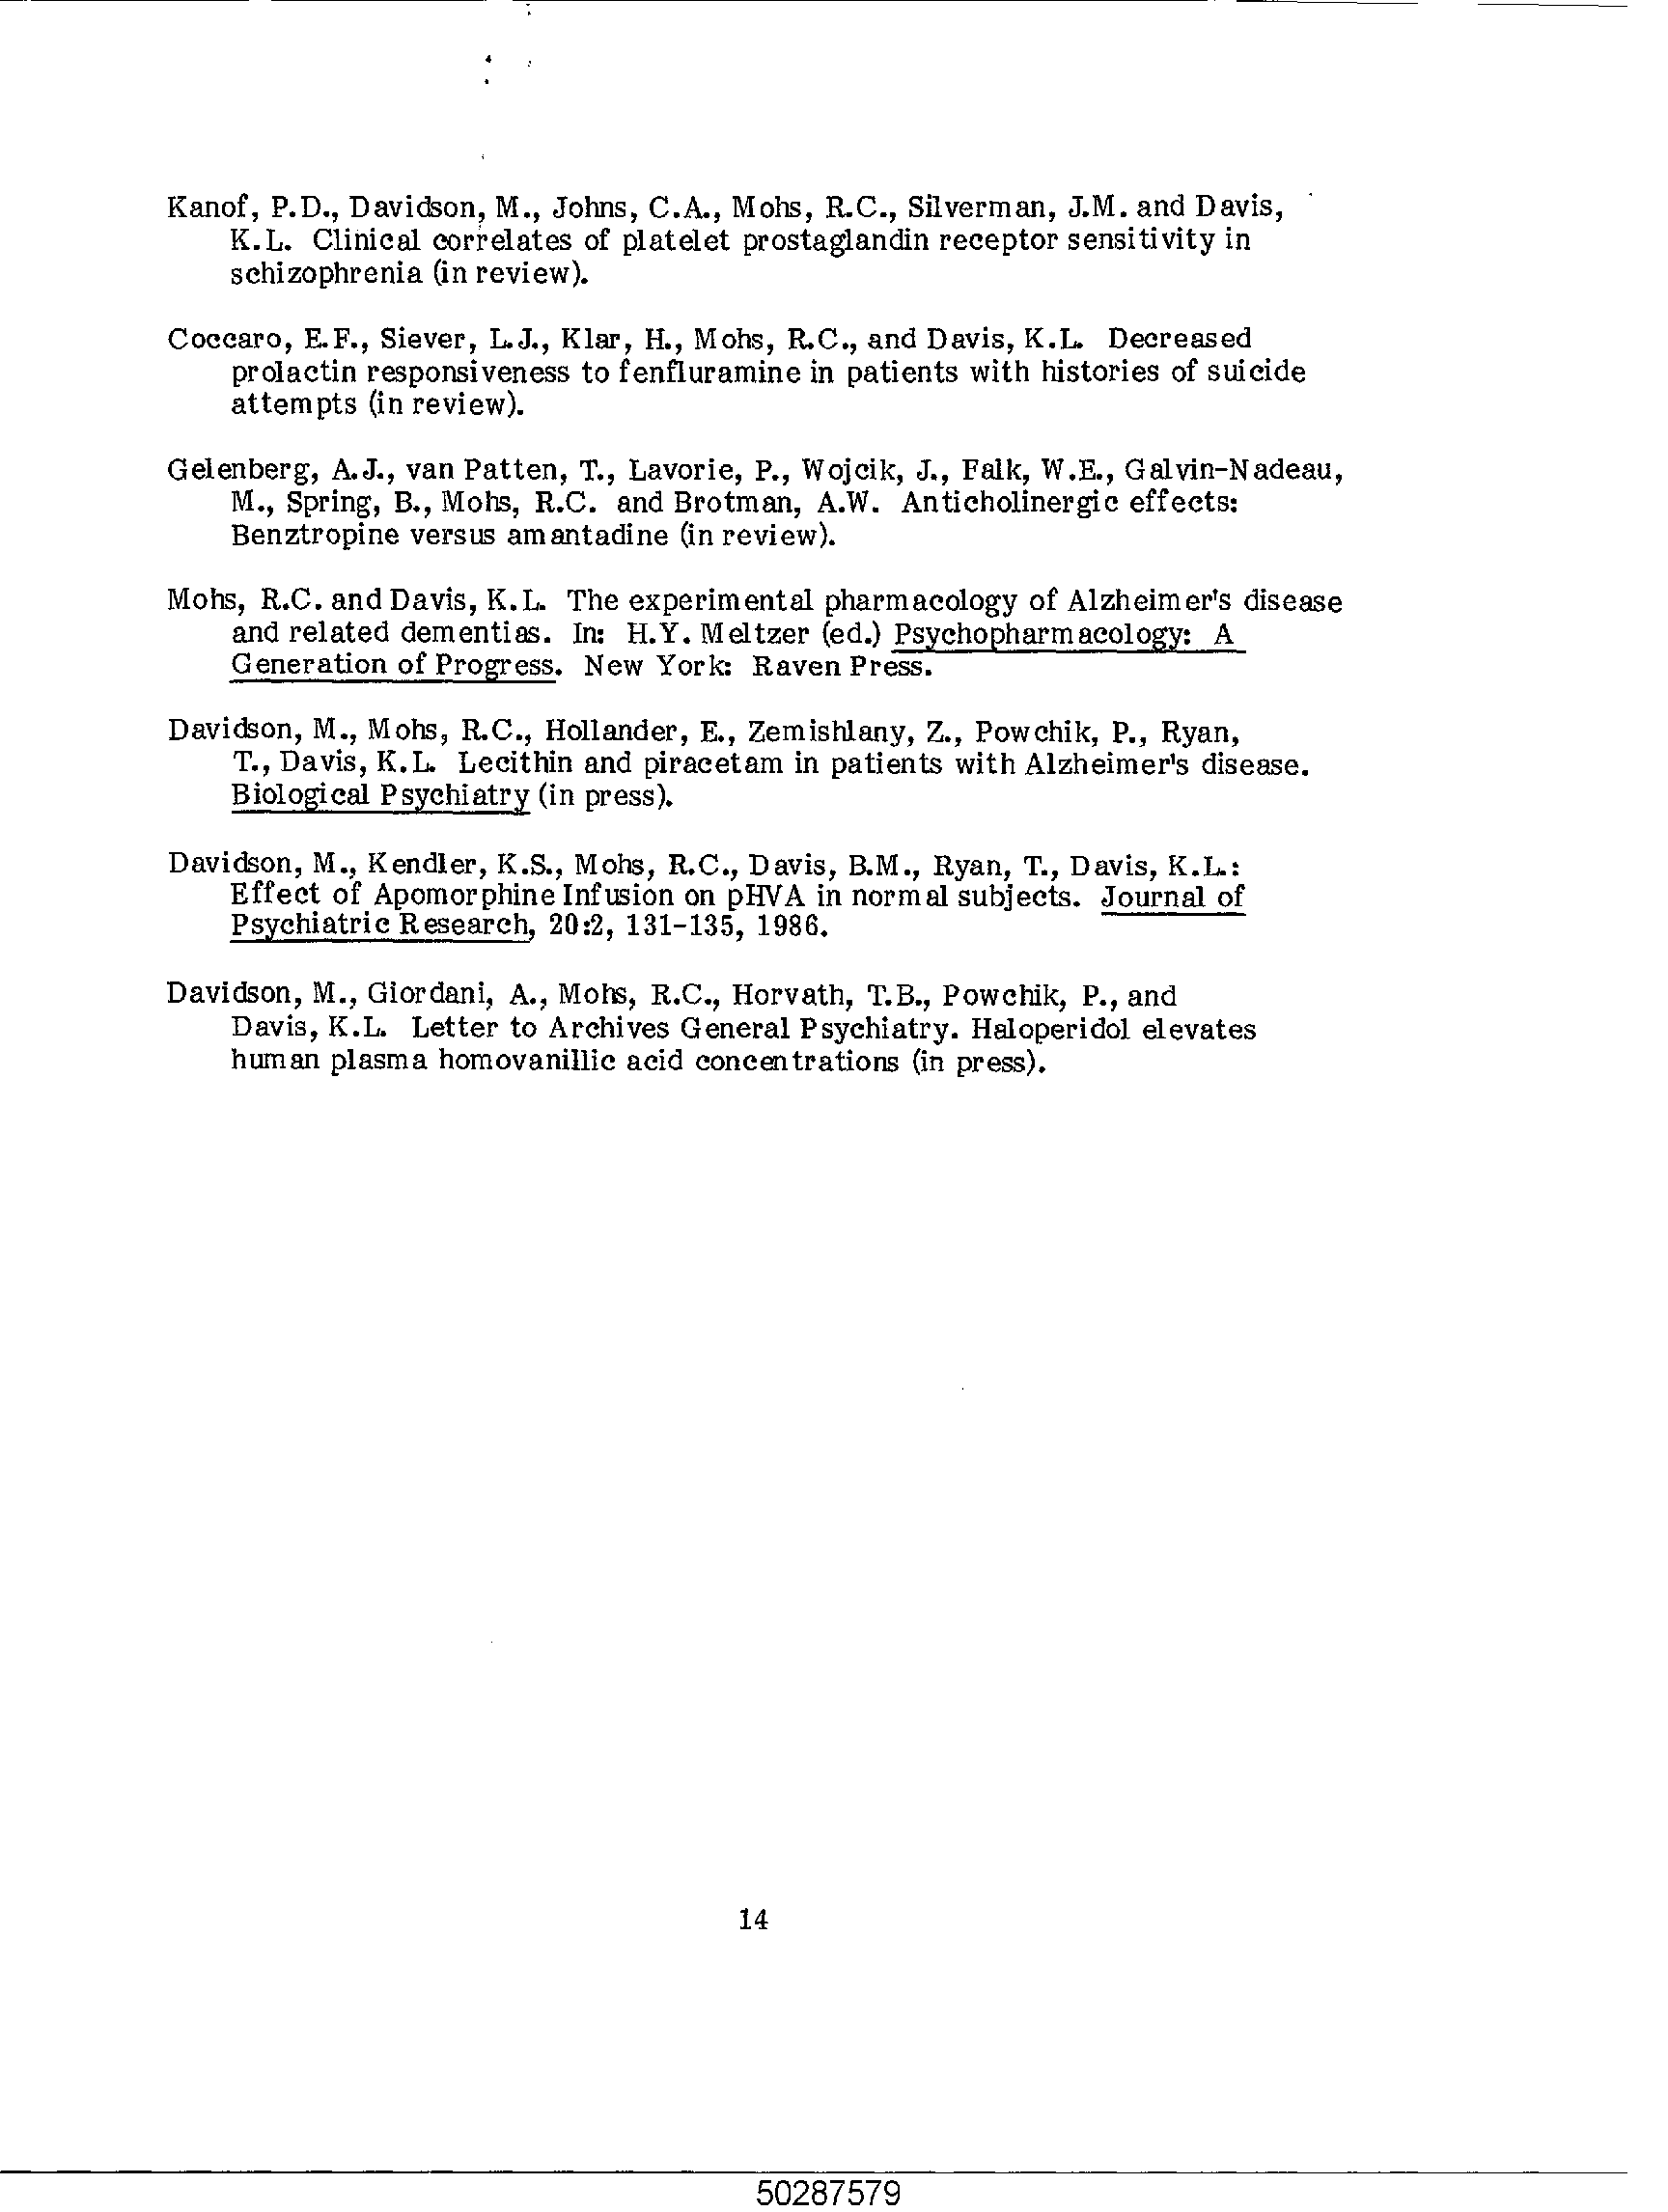 Kanof, P.D., Davidson, M., Johns, C.A., Mohs, R.C., Silverman, J.M. and Davis,
K.L. Clinical correlates of platelet prostaglandin receptor sensitivity in
schizophrenia (in review).
Coccaro, E.F., Siever, L.J., Klar, H., Mohs, R.C., and Davis, K.L. Decreased
prolactin responsiveness to fenfluramine in patients with histories of suicide
attempts (in review).
Gelenberg, A.J., van Patten, T., Lavorie, P., Wojcik, J., Falk, W.E., Galvin-Nadeau,
M., Spring, B., Mohs, R.C. and Brotman, A.W. Anticholinergic effects:
Benztropine versus amantadine (in review).
Mohs, R.C. and Davis, K.L. The experimental pharmacology of Alzheimer's disease
and related dementias. In: H.Y. Meltzer (ed.) Psychopharmacology: A
Generation of Progress. New York: Raven Press.
Davidson, M., Mohs, R.C., Hollander, E., Zemishlany, Z., Powchik, P., Ryan,
T., Davis, K.L. Lecithin and piracetam in patients with Alzheimer's disease.
Biological Psychiatry (in press).
Davidson, M., Kendler, K.S., Mohs, R.C., Davis, B.M., Ryan, T., Davis, K.L.:
Effect of Apomorphine Infusion on pHVA in normal subjects. Journal of
Psychiatric Research, 20:2, 131-135, 1986.
Davidson, M., Giordani, A., Mohs, R.C., Horvath, T.B., Powchik, P., and
Davis, K.L. Letter to Archives General Psychiatry. Haloperidol elevates
human plasma homovanillic acid concentrations (in press).
14
50287579